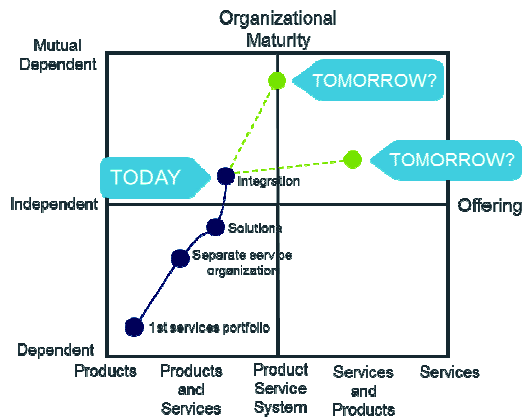 Organizational
Maturity
Mutual
Dependent
TOMORROW?
TOMORROW?
TODAY
Integration
Independent
Offering
Solutions
Separate service
organization
1st services portfolio
Dependent
Products
Products
and
Services
Product
Service
System
Services
and
Products
Services